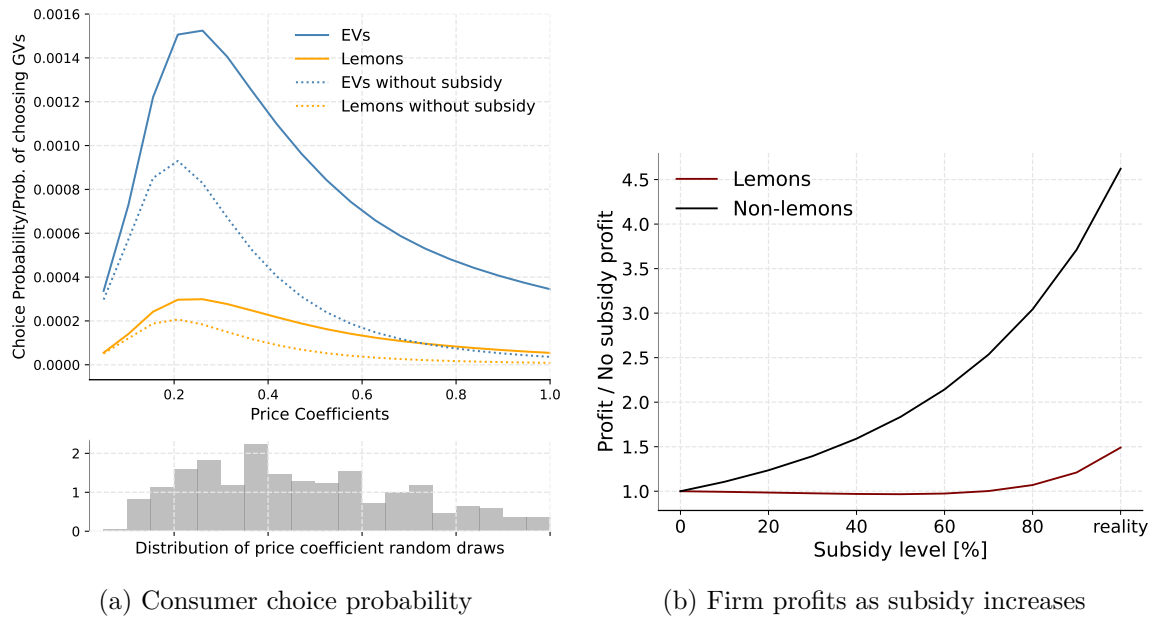 Choice Probability/Prob. of choosing GVs
0.0016
0.0014
0.0012
0.0010
0.0008
0.0006
0.0004
0.0002
0.0000
EVs
Lemons
EVs without subsidy
Lemons without subsidy
0.2 0.4 0.6 0.8 1.0
Price Coefficients
2
1
0
Distribution of price coefficient random draws
(a) Consumer choice probability
Profit / No subsidy profit
4.5
4.0
3.5
3.0
2.5
2.0
1.5
1.0
Lemons
Non-lemons
0 20 40 60 80 reality
Subsidy level [%]
(b) Firm profits as subsidy increases